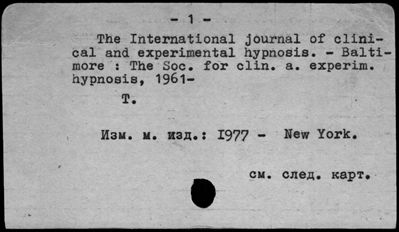 - 1 -
The International journal of clini-
cal and experimental hypnosis. - Balti-
more : The Soc. for clin. a. experim.
hypnosis, 1961-
T.
Изм. м. изд.: I977 - New York.
см. след. карт.